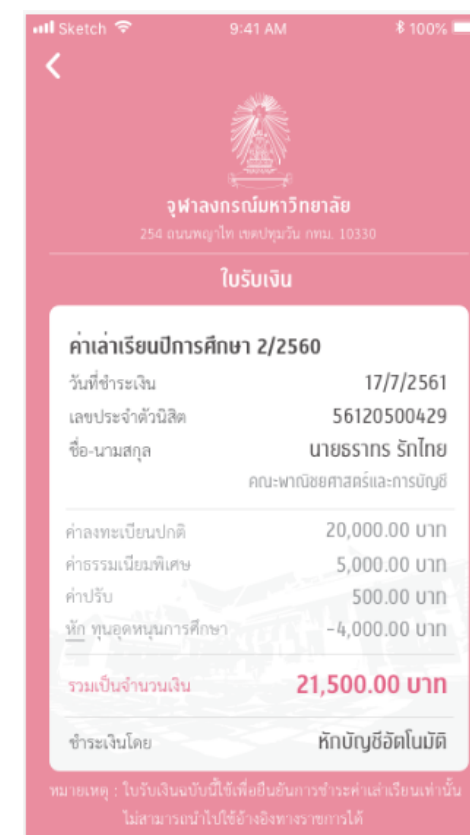 Sketch 9:41 AM 100%
จุฬาลงกรณ์มหาวิทยาลัย
254 ถนนพญาไท เขตปทุมวัน กทม. 10330
ใบรับเงิน
ค่าเล่าเรียนปีการศึกษา 2/2560
วันที่ชำระเงิน 17/7/2561
เลขประจำตัวนิสิต 56120500429
ชื่อ-นามสกุล นายธราทร รักไทย
คณะพาณิชยศาสตร์และการบัญชี
ค่าลงทะเบียนปกติ 20,000.00 บาท
ค่าธรรมเนียมพิเศษ 5,000.00 บาท
ค่าปรับ 500.00 บาท
หัก ทุนอุดหนุนการศึกษา -4,000.00 บาท
รวมเป็นจำนวนเงิน 21,500.00 บาท
ชำระเงินโดย หักบัญชีอัตโนมัติ
หมายเหตุ : ใบรับเงินฉบับนี้ใช้เพื่อยืนยันการชำระค่าเล่าเรียนเท่านั้น
ไม่สามารถนำไปใช้อ้างอิงทางราชการได้